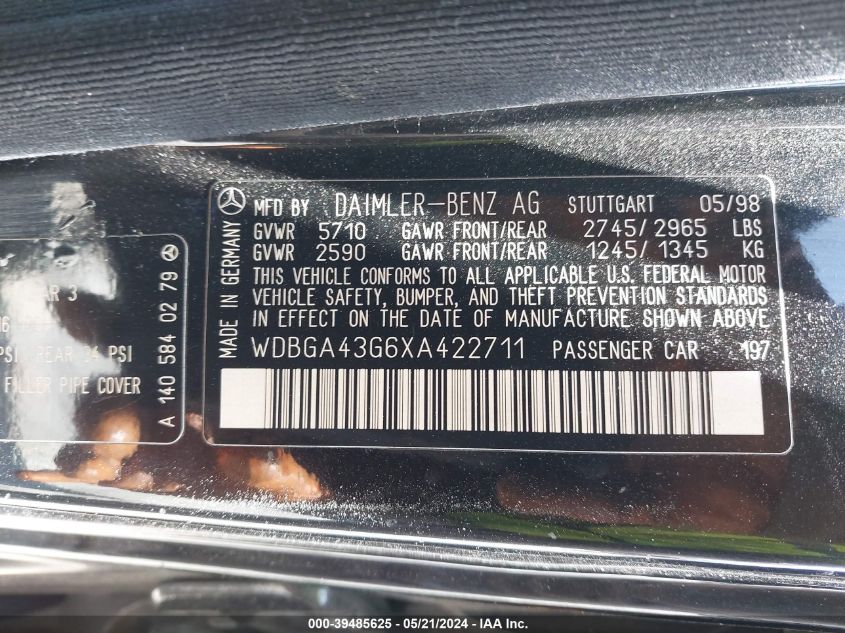 MFD BY DAIMLER-BENZ AG STUTTGART 05/98
GVWR 5710 GAWR FRONT/REAR 2745/2965 LBS
GVWR 2590 GAWR FRONT/REAR 1245/1345 KG
THIS VEHICLE CONFORMS TO ALL APPLICABLE U.S. FEDERAL MOTOR
VEHICLE SAFETY, BUMPER, AND THEFT PREVENTION STANDARDS
IN EFFECT ON THE DATE OF MANUFACTURE SHOWN ABOVE
WDBGA43G6XA422711 PASSENGER CAR 197
MADE IN GERMANY
A 140 584 02 79
3
PSI REAR 34 PSI
FILLER PIPE COVER
000-39485625 - 05/21/2024 - IAA Inc.